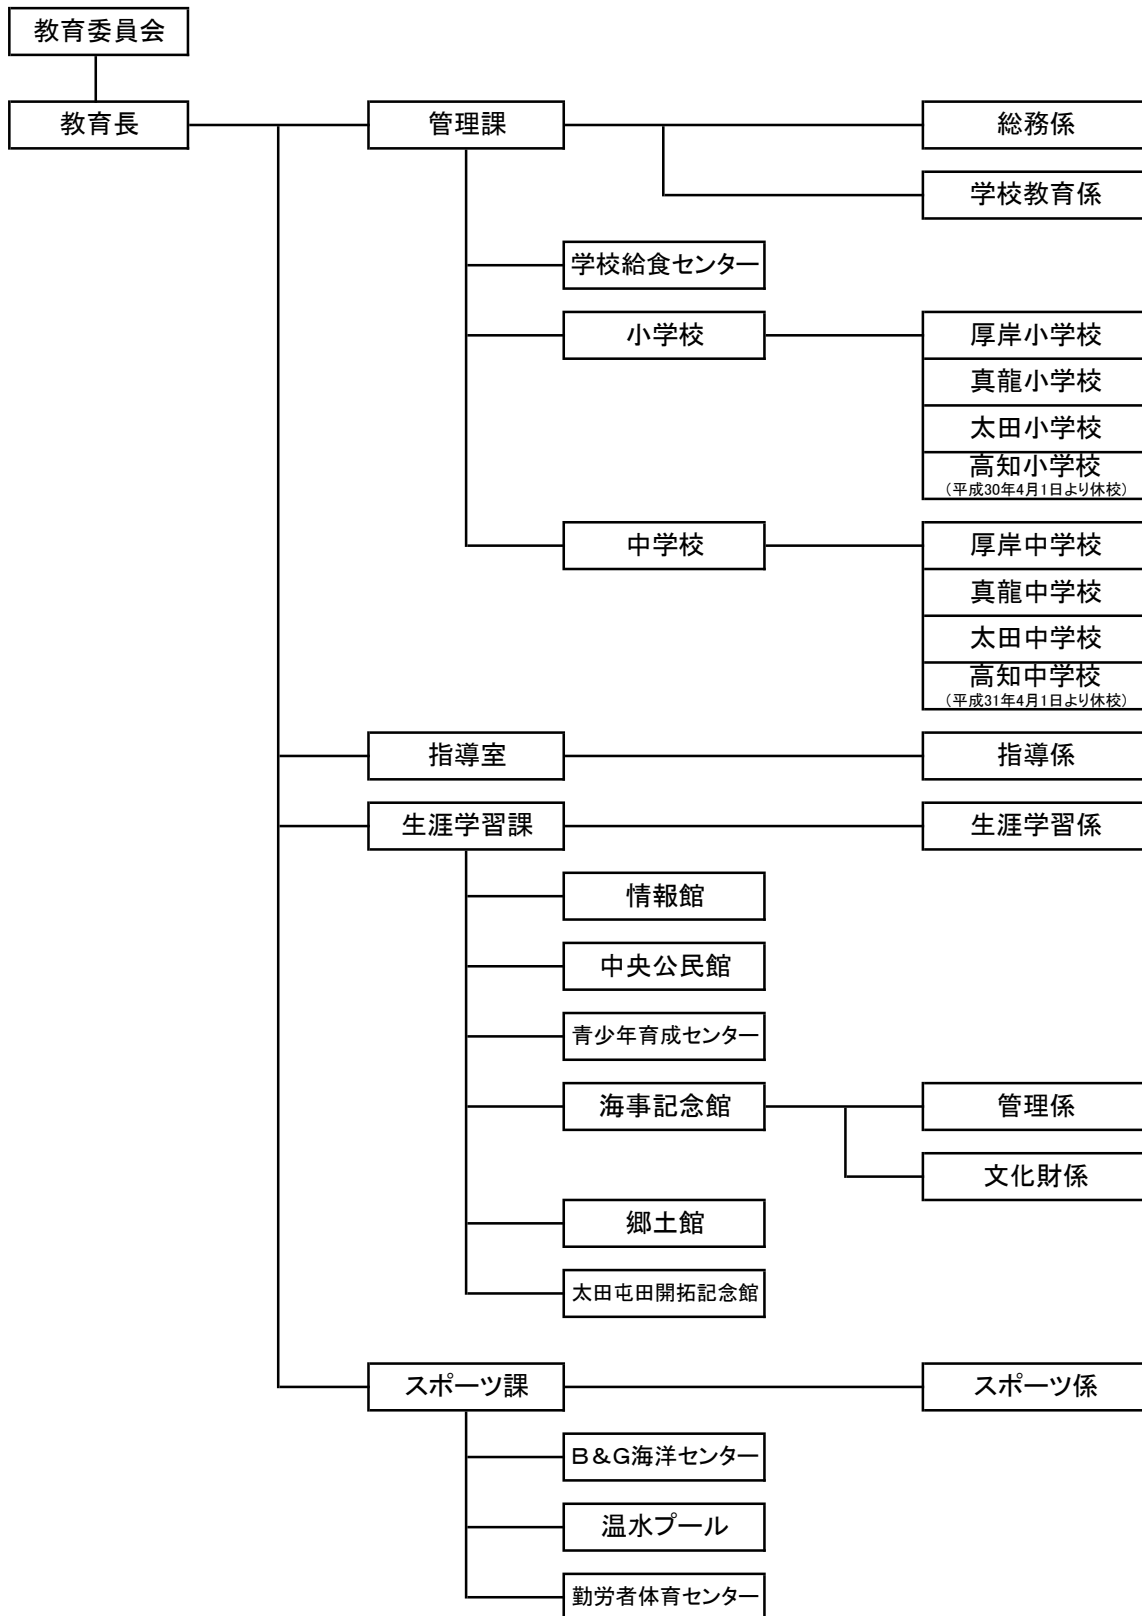 教育委員会
教育長
管理課
総務係
学校教育係
学校給食センター
小学校
厚岸小学校
真龍小学校
太田小学校
高知小学校
(平成30年4月1日より休校)
中学校
厚岸中学校
真龍中学校
太田中学校
高知中学校
(平成31年4月1日より休校)
指導室
指導係
生涯学習課
生涯学習係
情報館
中央公民館
青少年育成センター
海事記念館
管理係
文化財係
郷土館
太田屯田開拓記念館
スポーツ課
スポーツ係
B&G海洋センター
温水プール
勤労者体育センター